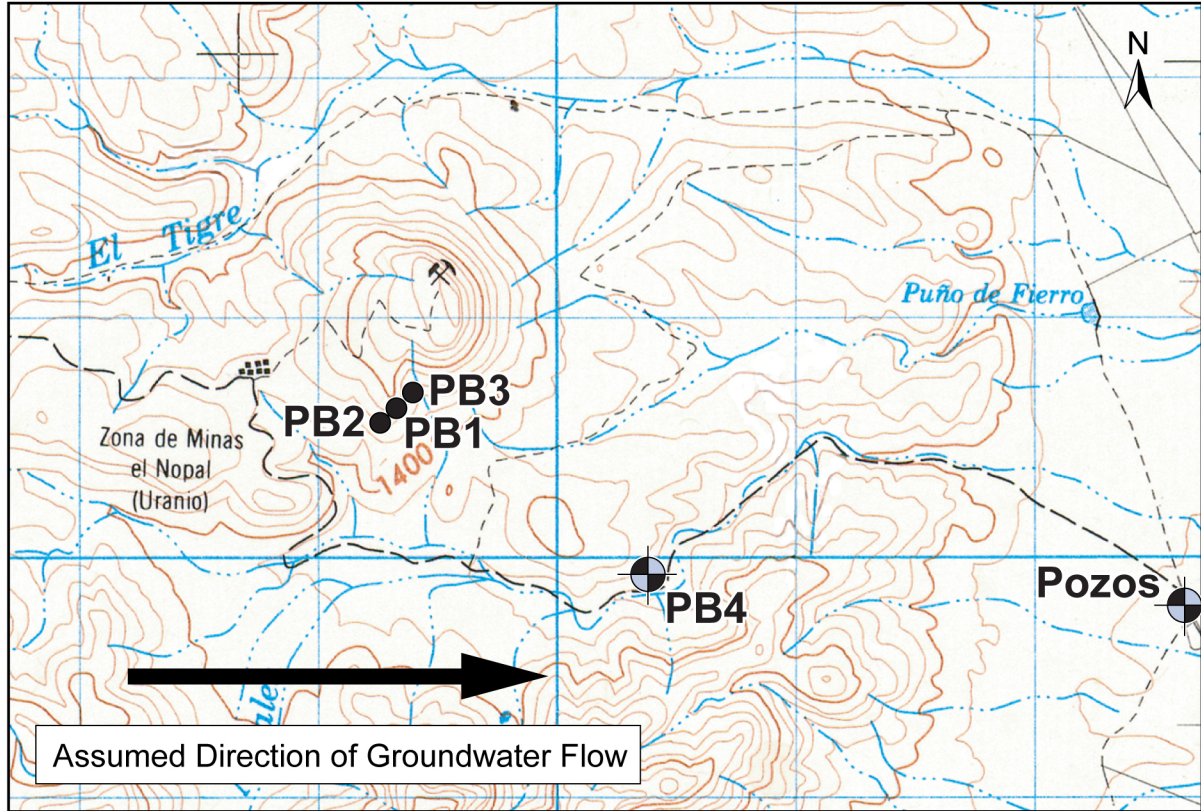 N
El Tigre
Puño de Fierro
PB3
PB2
PB1
Zona de Minas
el Nopal
(Uranio)
1400
Pozos
PB4
Assumed Direction of Groundwater Flow